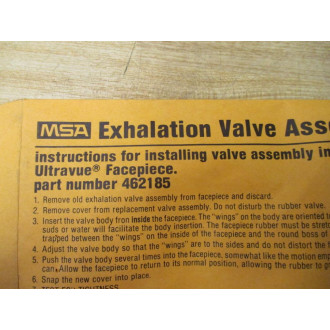 MSA Exhalation Valve Ass
instructions for installing valve assembly in
Ultravue® Facepiece.
part number 462185
1. Remove old exhalation valve assembly from facepiece and discard.
2. Remove cover from replacement valve assembly. Do not disturb the rubber valve.
3. Insert the valve body from inside the facepiece. The "wings" on the body are oriented to
suds or water will facilitate the body insertion. The facepiece rubber must be stret
trapped between the "wings" on the inside of the facepiece and the round boss of
4. Adjust the valve body so that the "wings" are to the sides and do not distort the f
5. Push the valve body several times into the facepiece, somewhat like the motion emp
can. Allow the facepiece to return to its normal position, allowing the rubber to g
6. Snap the new cover into place.